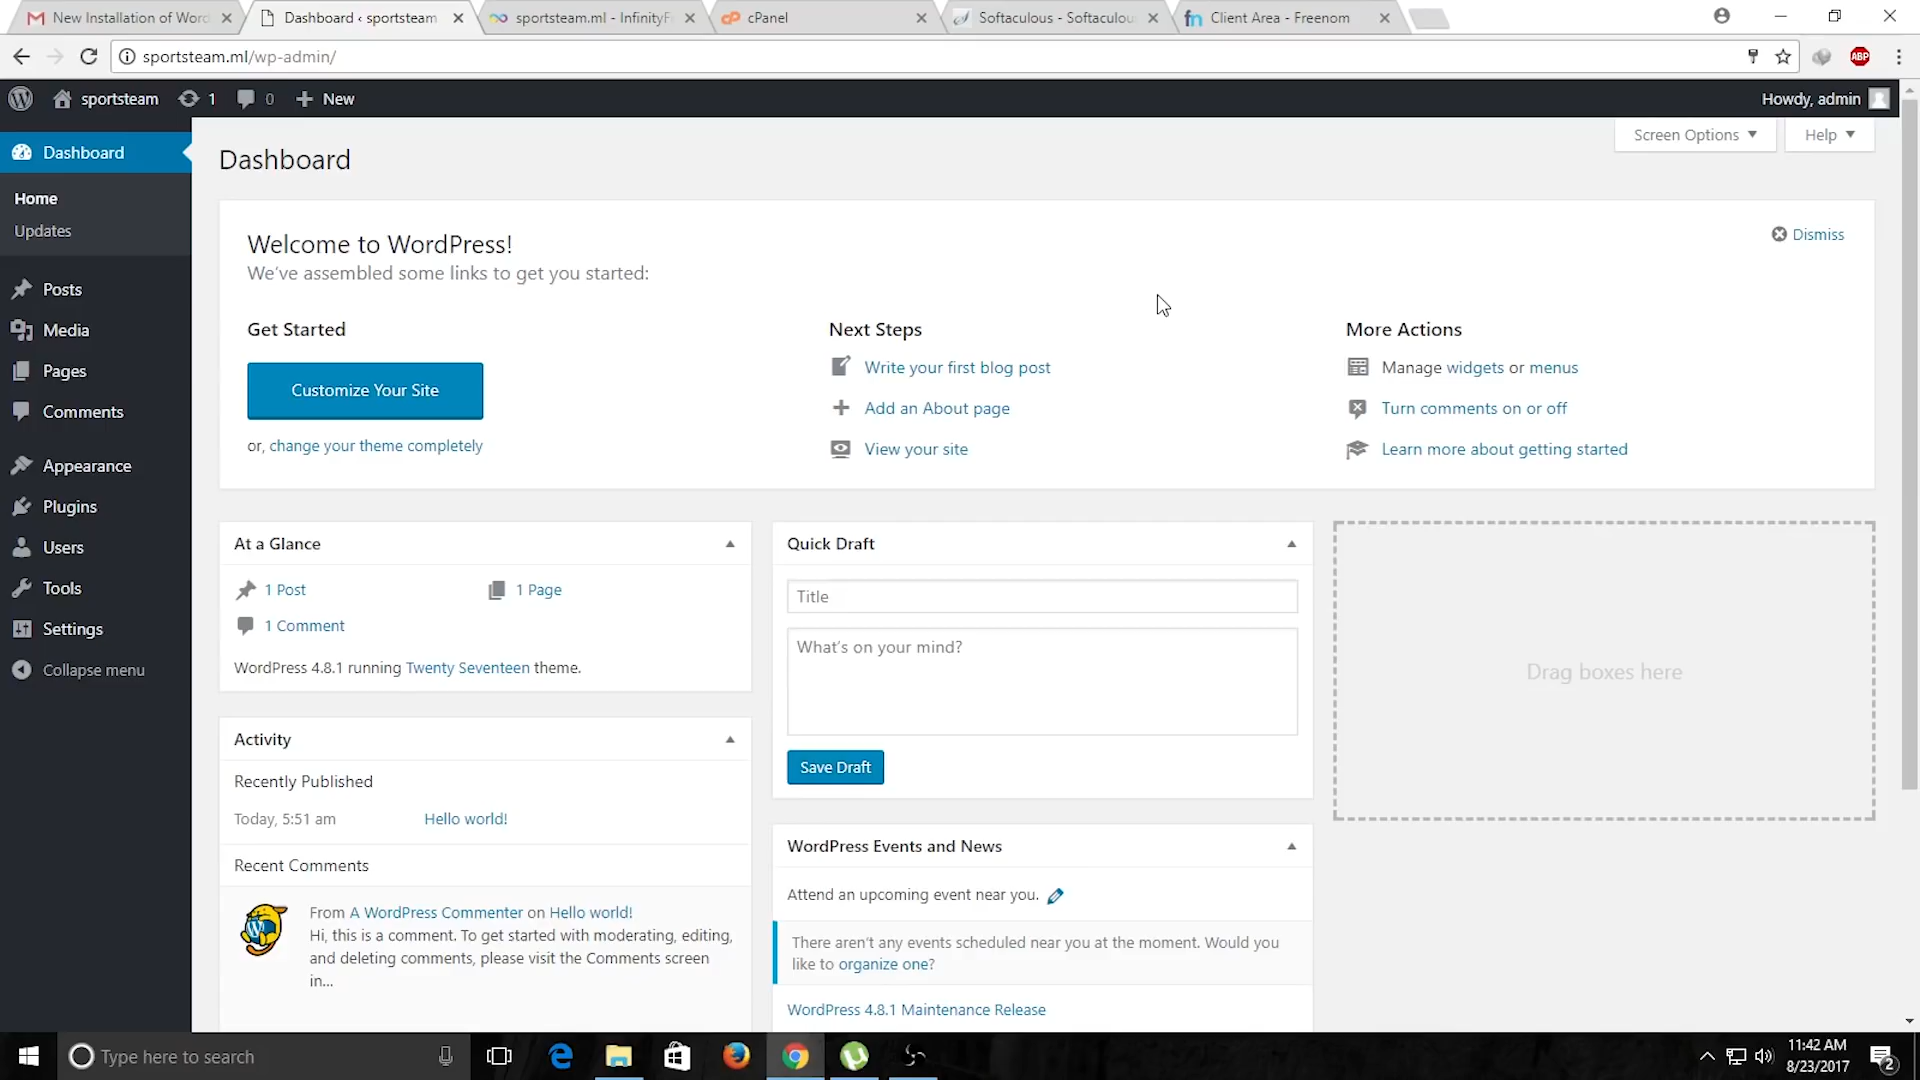 New Installation of Word
Dashboard ‹ sportsteam
sportsteam.ml - InfinityF
cPanel
Softaculous - Softaculou
Client Area - Freenom
sportsteam.ml/wp-admin/
ABP
sportsteam
1
0
New
Howdy, admin
Screen Options
Help
Dashboard
Home
Updates
Posts
Media
Pages
Comments
Appearance
Plugins
Users
Tools
Settings
Collapse menu
Dashboard
Welcome to WordPress!
We've assembled some links to get you started:
Dismiss
Get Started
Customize Your Site
or, change your theme completely
Next Steps
Write your first blog post
Add an About page
View your site
More Actions
Manage widgets or menus
Turn comments on or off
Learn more about getting started
At a Glance
1 Post
1 Page
1 Comment
WordPress 4.8.1 running Twenty Seventeen theme.
Activity
Recently Published
Today, 5:51 am
Hello world!
Recent Comments
From A WordPress Commenter on Hello world!
Hi, this is a comment. To get started with moderating, editing,
and deleting comments, please visit the Comments screen
in...
Quick Draft
Title
What's on your mind?
Save Draft
WordPress Events and News
Attend an upcoming event near you.
There aren't any events scheduled near you at the moment. Would you
like to organize one?
WordPress 4.8.1 Maintenance Release
Drag boxes here
Type here to search
11:42 AM
8/23/2017
2